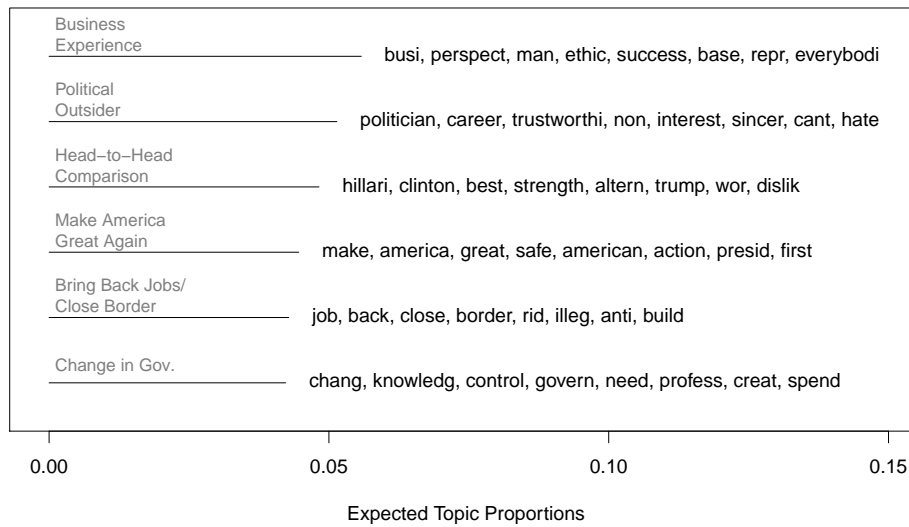 Business
Experience
busi, perspect, man, ethic, success, base, repr, everybodi
Political
Outsider
politician, career, trustworthi, non, interest, sincer, cant, hate
Head−to−Head
Comparison
hillari, clinton, best, strength, altern, trump, wor, dislik
Make America
Great Again
make, america, great, safe, american, action, presid, first
Bring Back Jobs/
Close Border
job, back, close, border, rid, illeg, anti, build
Change in Gov.
chang, knowledg, control, govern, need, profess, creat, spend
0.00 0.05 0.10 0.15
Expected Topic Proportions